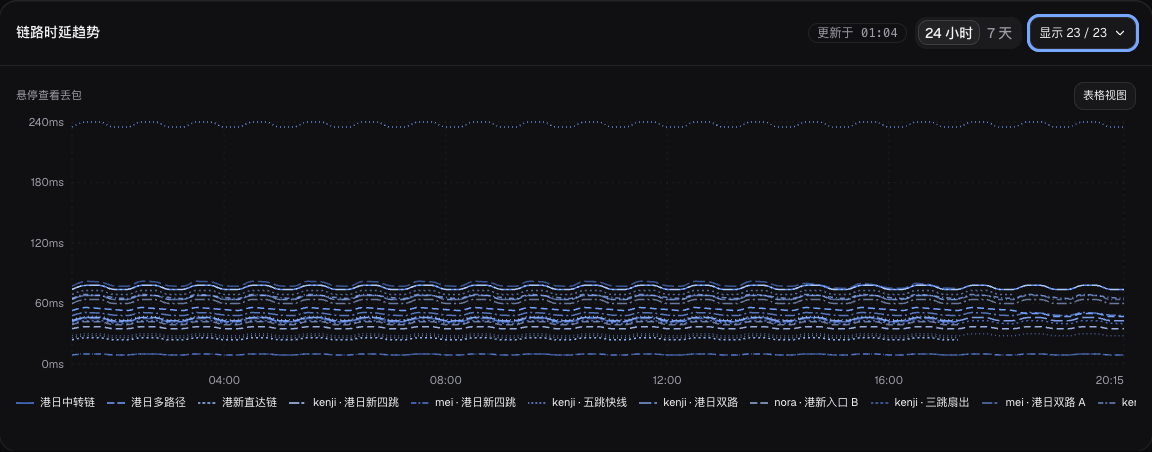 链路时延趋势
更新于 01:04 24 小时 7 天 显示 23 / 23
悬停查看丢包
表格视图
240ms
180ms
120ms
60ms
0ms
04:00 08:00 12:00 16:00 20:15
港日中转链 港日多路径 港新直达链 kenji · 港日新四跳 mei · 港日新四跳 kenji · 五跳快线 kenji · 港日双路 nora · 港新入口 B kenji · 三跳扇出 mei · 港日双路 A ker